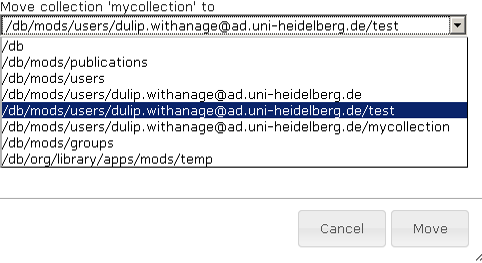 Move collection 'mycollection' to
/db/mods/users/dulip.withanage@ad.uni-heidelberg.de/test
/db
/db/mods/publications
/db/mods/users
/db/mods/users/dulip.withanage@ad.uni-heidelberg.de
/db/mods/users/dulip.withanage@ad.uni-heidelberg.de/test
/db/mods/users/dulip.withanage@ad.uni-heidelberg.de/mycollection
/db/mods/groups
/db/org/library/apps/mods/temp
Cancel Move